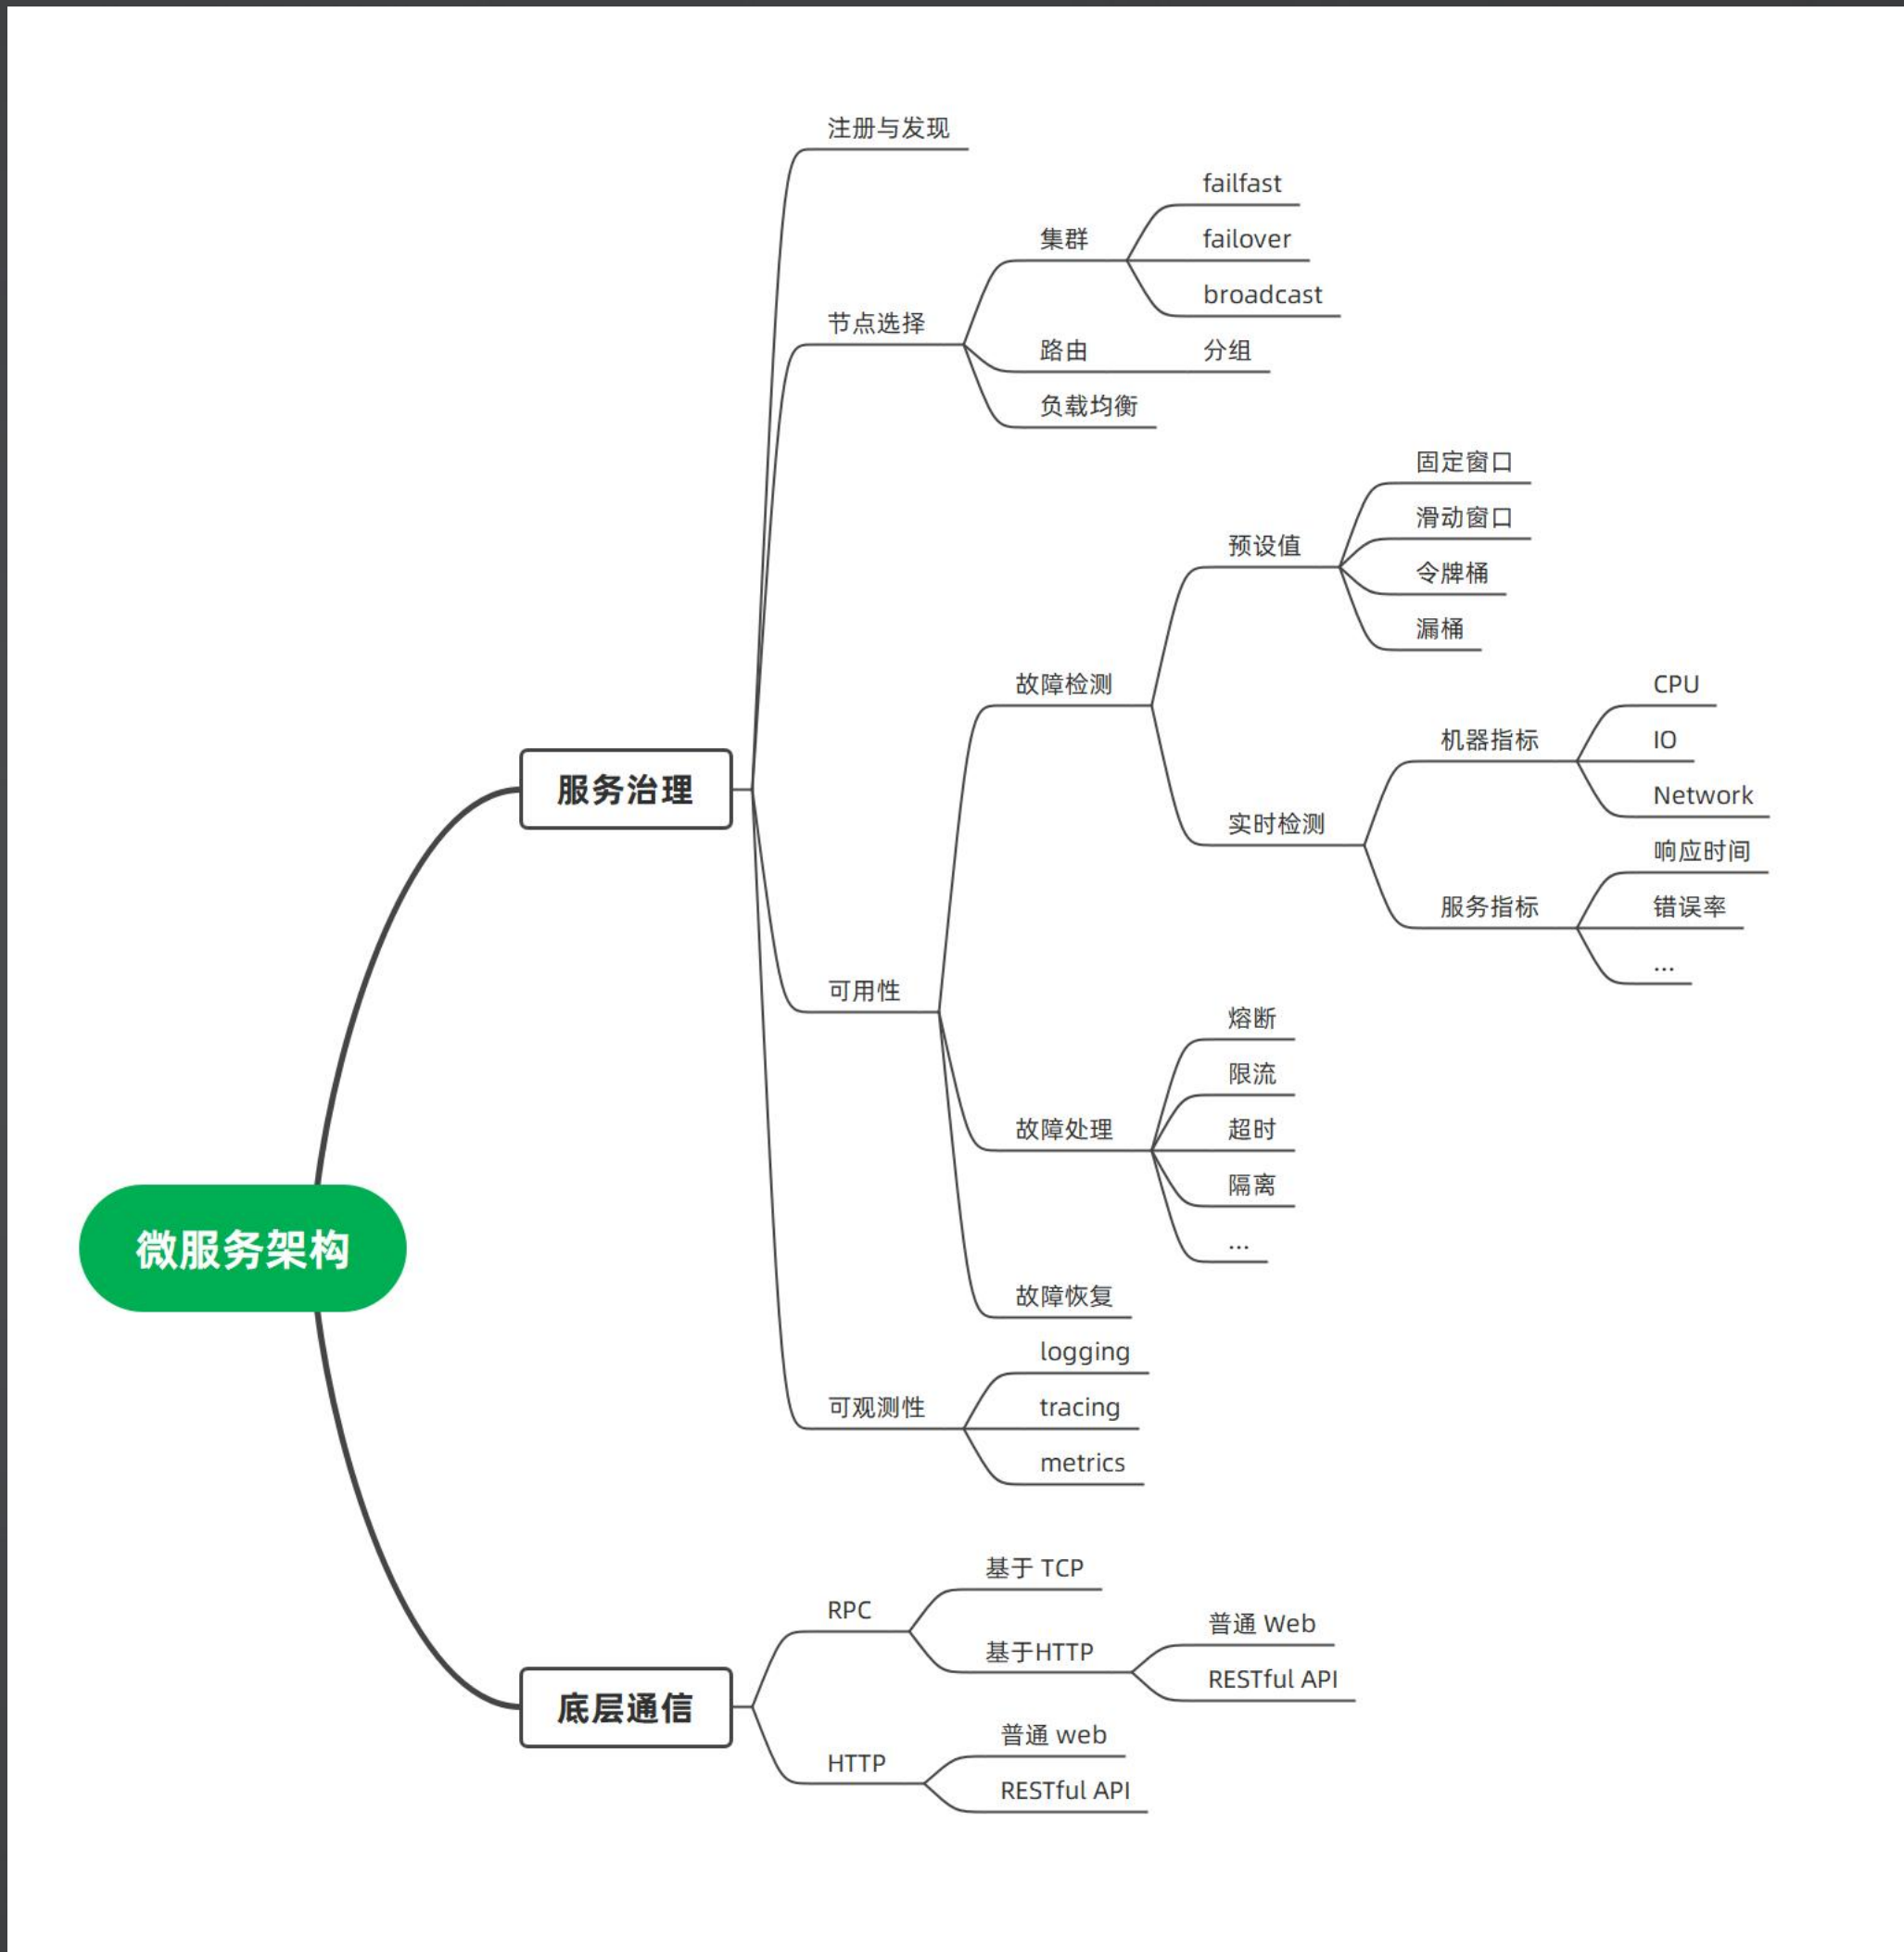 微服务架构
服务治理
注册与发现
节点选择
集群
failfast
failover
broadcast
路由
分组
负载均衡
可用性
故障检测
预设值
固定窗口
滑动窗口
令牌桶
漏桶
实时检测
机器指标
CPU
IO
Network
服务指标
响应时间
错误率
...
故障处理
熔断
限流
超时
隔离
...
故障恢复
可观测性
logging
tracing
metrics
底层通信
RPC
基于 TCP
基于HTTP
普通 Web
RESTful API
HTTP
普通 web
RESTful API